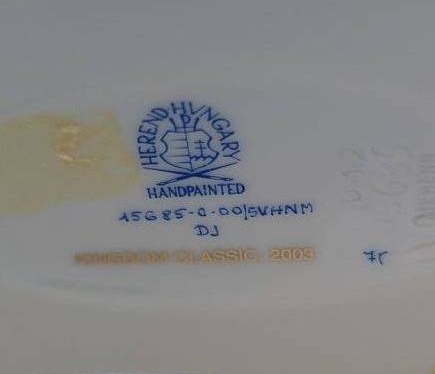 HEREND HUNGARY
HANDPAINTED
15685-0-00/SVHNM
DJ
KINGDOM CLASSIC 2003